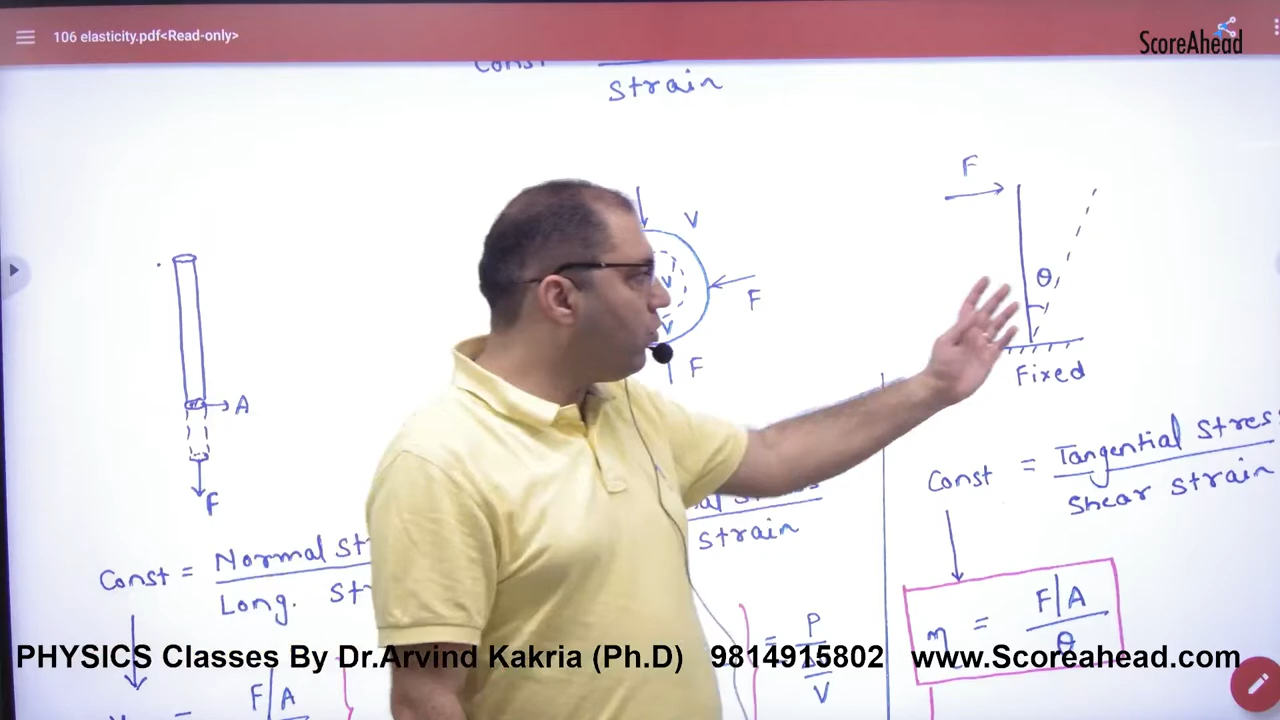 106 elasticity.pdf<Read-only>
ScoreAhead
strain
F
V
θ
V
F
V
F
Fixed
A
F
Const = Tangential Stress
Shear strain
Const = Normal St
Long. St
strain
η = F/A
θ
= P
V
F/A
PHYSICS Classes By Dr.Arvind Kakria (Ph.D) 9814915802 www.Scoreahead.com